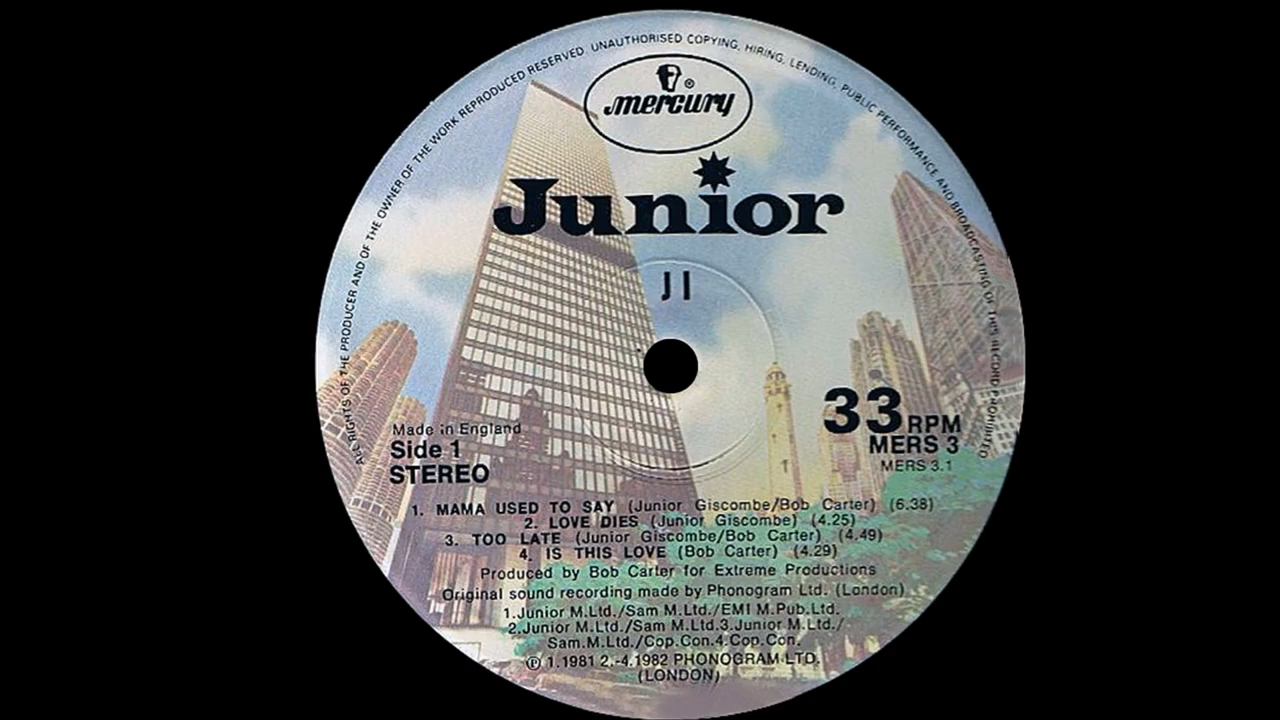 ALL RIGHTS OF THE PRODUCER AND OF THE OWNER OF THE WORK REPRODUCED RESERVED. UNAUTHORISED COPYING, HIRING, LENDING, PUBLIC PERFORMANCE AND BROADCASTING OF THIS RECORD PROHIBITED
®
mercury
Junior
JI
33 RPM
MERS 3
MERS 3.1
Made in England
Side 1
STEREO
1. MAMA USED TO SAY (Junior Giscombe/Bob Carter) (6.38)
2. LOVE DIES (Junior Giscombe) (4.25)
3. TOO LATE (Junior Giscombe/Bob Carter) (4.49)
4. IS THIS LOVE (Bob Carter) (4.29)
Produced by Bob Carter for Extreme Productions
Original sound recording made by Phonogram Ltd. (London)
1.Junior M.Ltd./Sam M.Ltd./EMI M.Pub.Ltd.
2.Junior M.Ltd./Sam M.Ltd.3.Junior M.Ltd./
Sam.M.Ltd./Cop.Con.4.Cop.Con.
℗ 1.1981 2.-4.1982 PHONOGRAM LTD.
(LONDON)